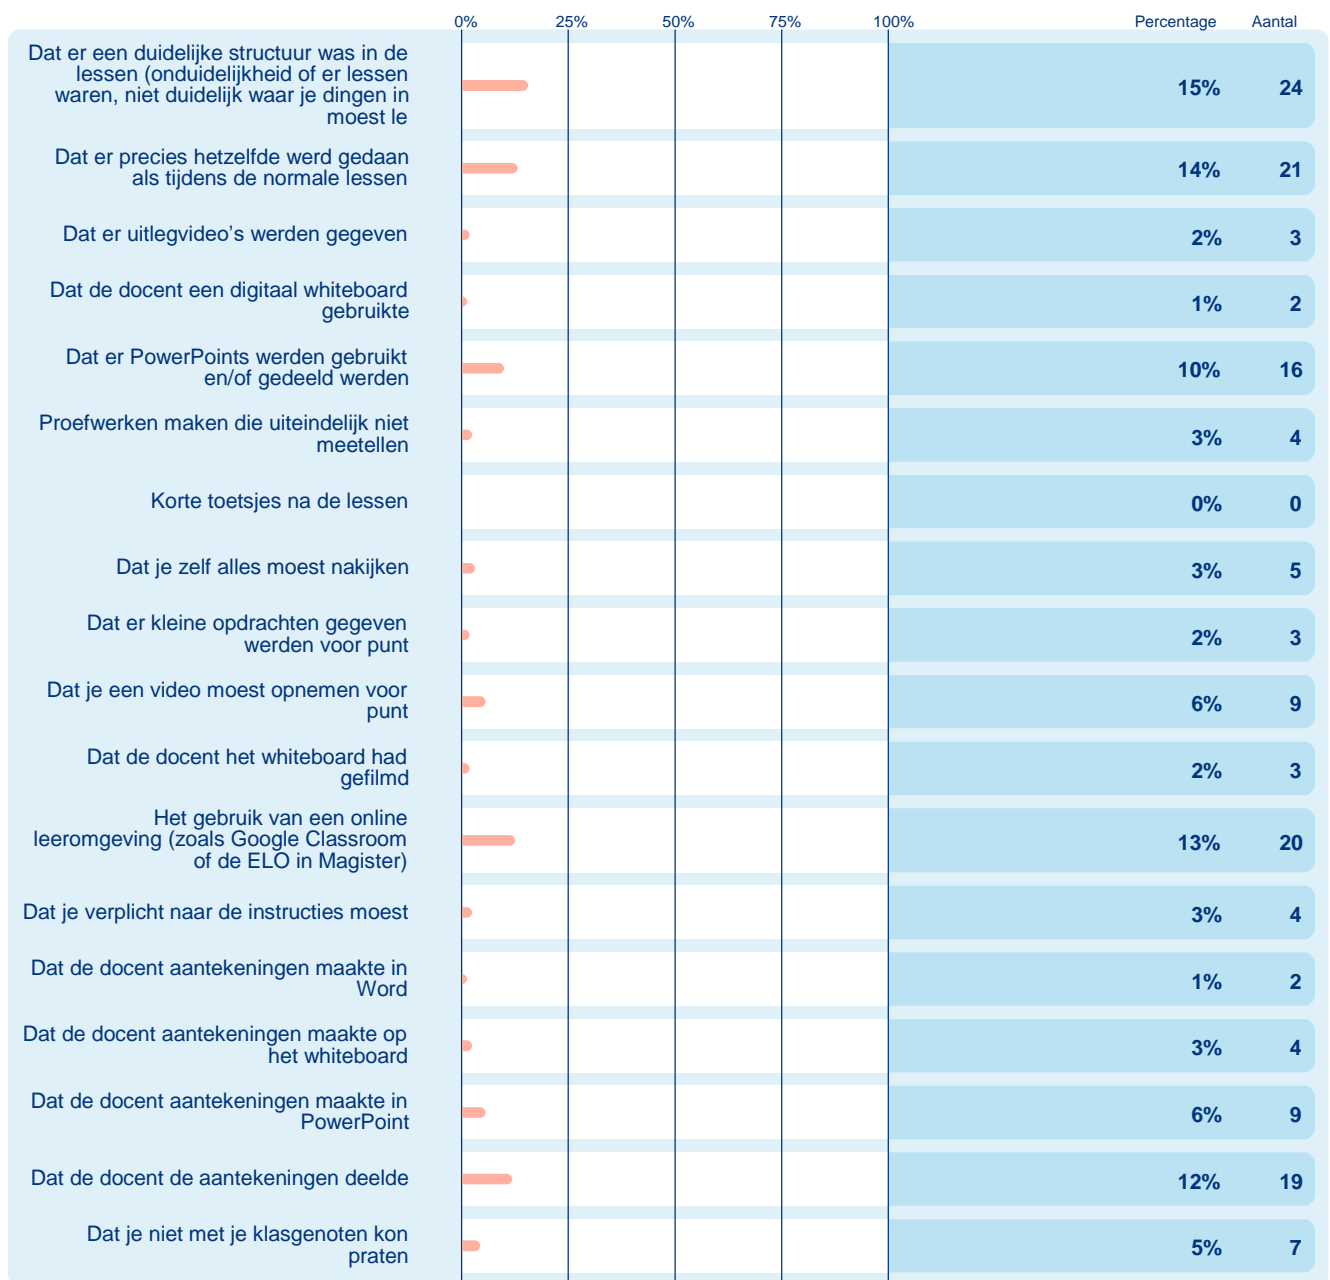 0% 25% 50% 75% 100% Percentage Aantal
Dat er een duidelijke structuur was in de
lessen (onduidelijkheid of er lessen
waren, niet duidelijk waar je dingen in
moest le
15% 24
Dat er precies hetzelfde werd gedaan
als tijdens de normale lessen
14% 21
Dat er uitlegvideo's werden gegeven
2% 3
Dat de docent een digitaal whiteboard
gebruikte
1% 2
Dat er PowerPoints werden gebruikt
en/of gedeeld werden
10% 16
Proefwerken maken die uiteindelijk niet
meetellen
3% 4
Korte toetsjes na de lessen
0% 0
Dat je zelf alles moest nakijken
3% 5
Dat er kleine opdrachten gegeven
werden voor punt
2% 3
Dat je een video moest opnemen voor
punt
6% 9
Dat de docent het whiteboard had
gefilmd
2% 3
Het gebruik van een online
leeromgeving (zoals Google Classroom
of de ELO in Magister)
13% 20
Dat je verplicht naar de instructies moest
3% 4
Dat de docent aantekeningen maakte in
Word
1% 2
Dat de docent aantekeningen maakte op
het whiteboard
3% 4
Dat de docent aantekeningen maakte in
PowerPoint
6% 9
Dat de docent de aantekeningen deelde
12% 19
Dat je niet met je klasgenoten kon
praten
5% 7